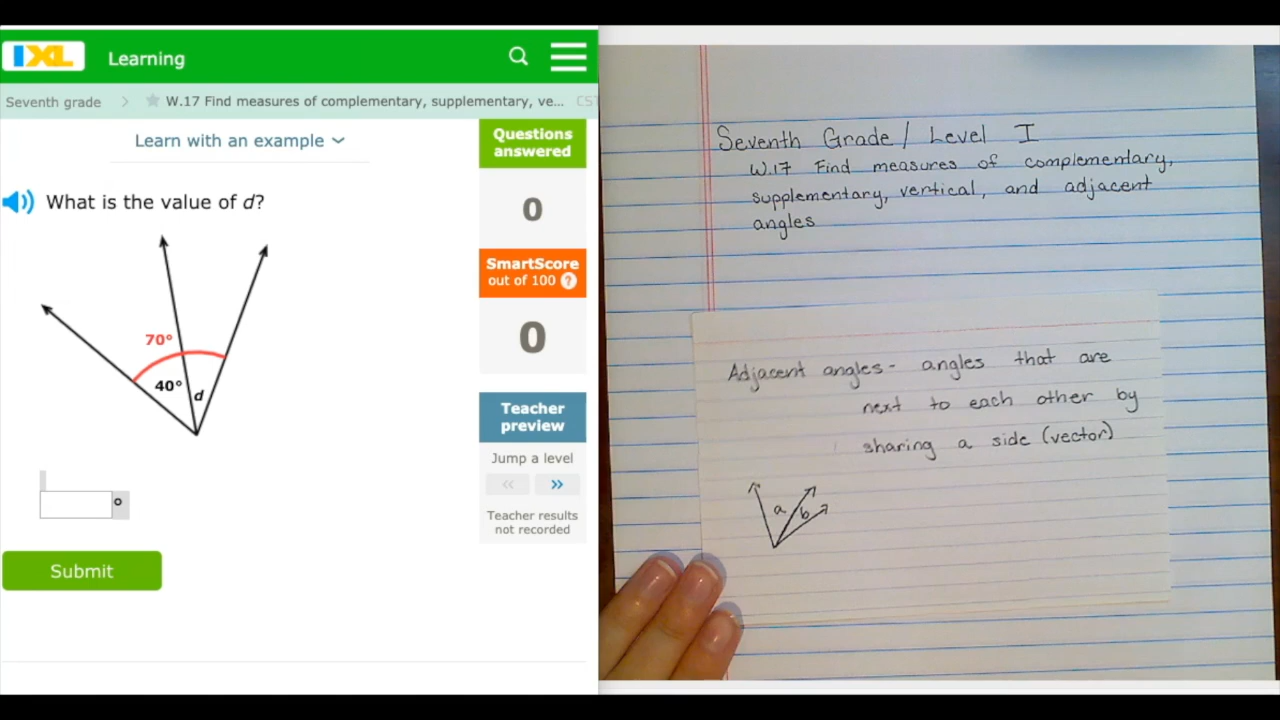 IXL Learning
Seventh grade > W.17 Find measures of complementary, supplementary, ve... CST
Learn with an example
What is the value of d?
70°
40°
d
°
Submit
Questions
answered
0
SmartScore
out of 100 ?
0
Teacher
preview
Jump a level
<< >>
Teacher results
not recorded
Seventh Grade / Level I
W.17 Find measures of complementary,
supplementary, vertical, and adjacent
angles
Adjacent angles - angles that are
next to each other by
sharing a side (vector)
a
b